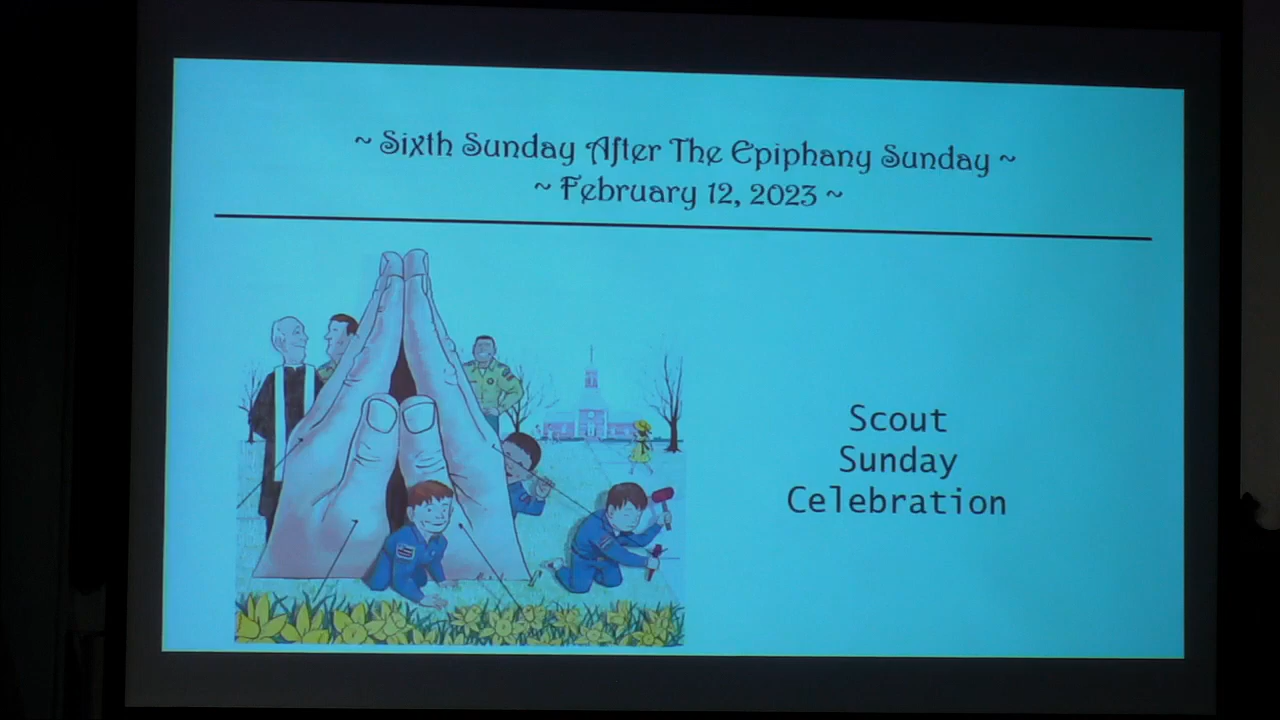 ~ Sixth Sunday After The Epiphany Sunday ~
~ February 12, 2023 ~
Scout
Sunday
Celebration